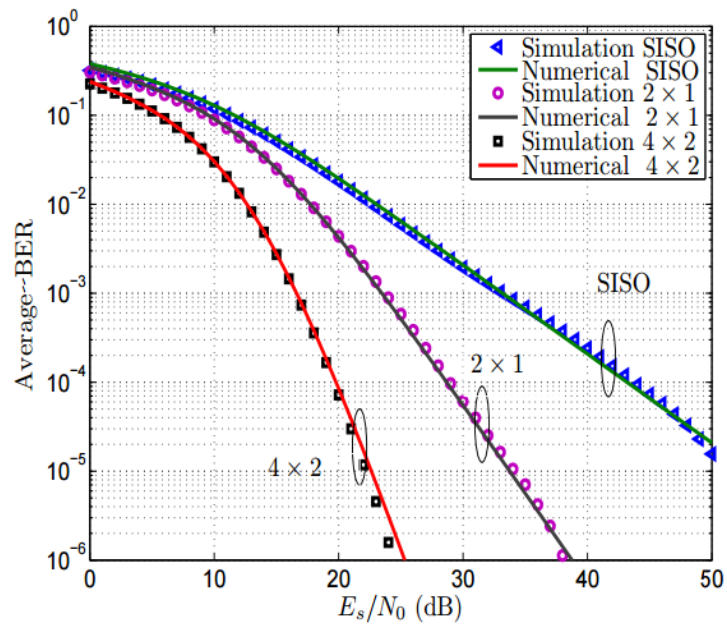 10^0
10^{-1}
10^{-2}
10^{-3}
10^{-4}
10^{-5}
10^{-6}
Average--BER
Simulation SISO
Numerical SISO
Simulation 2 × 1
Numerical 2 × 1
Simulation 4 × 2
Numerical 4 × 2
SISO
2 × 1
4 × 2
0 10 20 30 40 50
E_s/N_0 (dB)